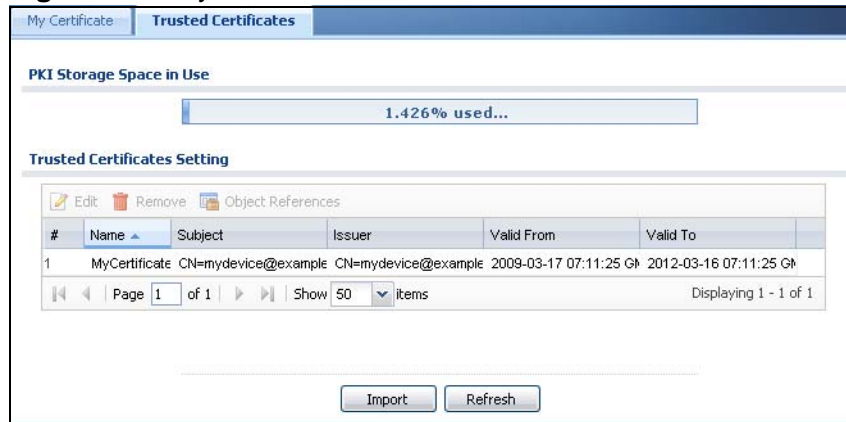 My Certificate Trusted Certificates
PKI Storage Space in Use
1.426% used...
Trusted Certificates Setting
Edit Remove Object References
# Name Subject Issuer Valid From Valid To
1 MyCertificate CN=mydevice@example CN=mydevice@example 2009-03-17 07:11:25 GM 2012-03-16 07:11:25 GM
Page 1 of 1 Show 50 items Displaying 1 - 1 of 1
Import Refresh